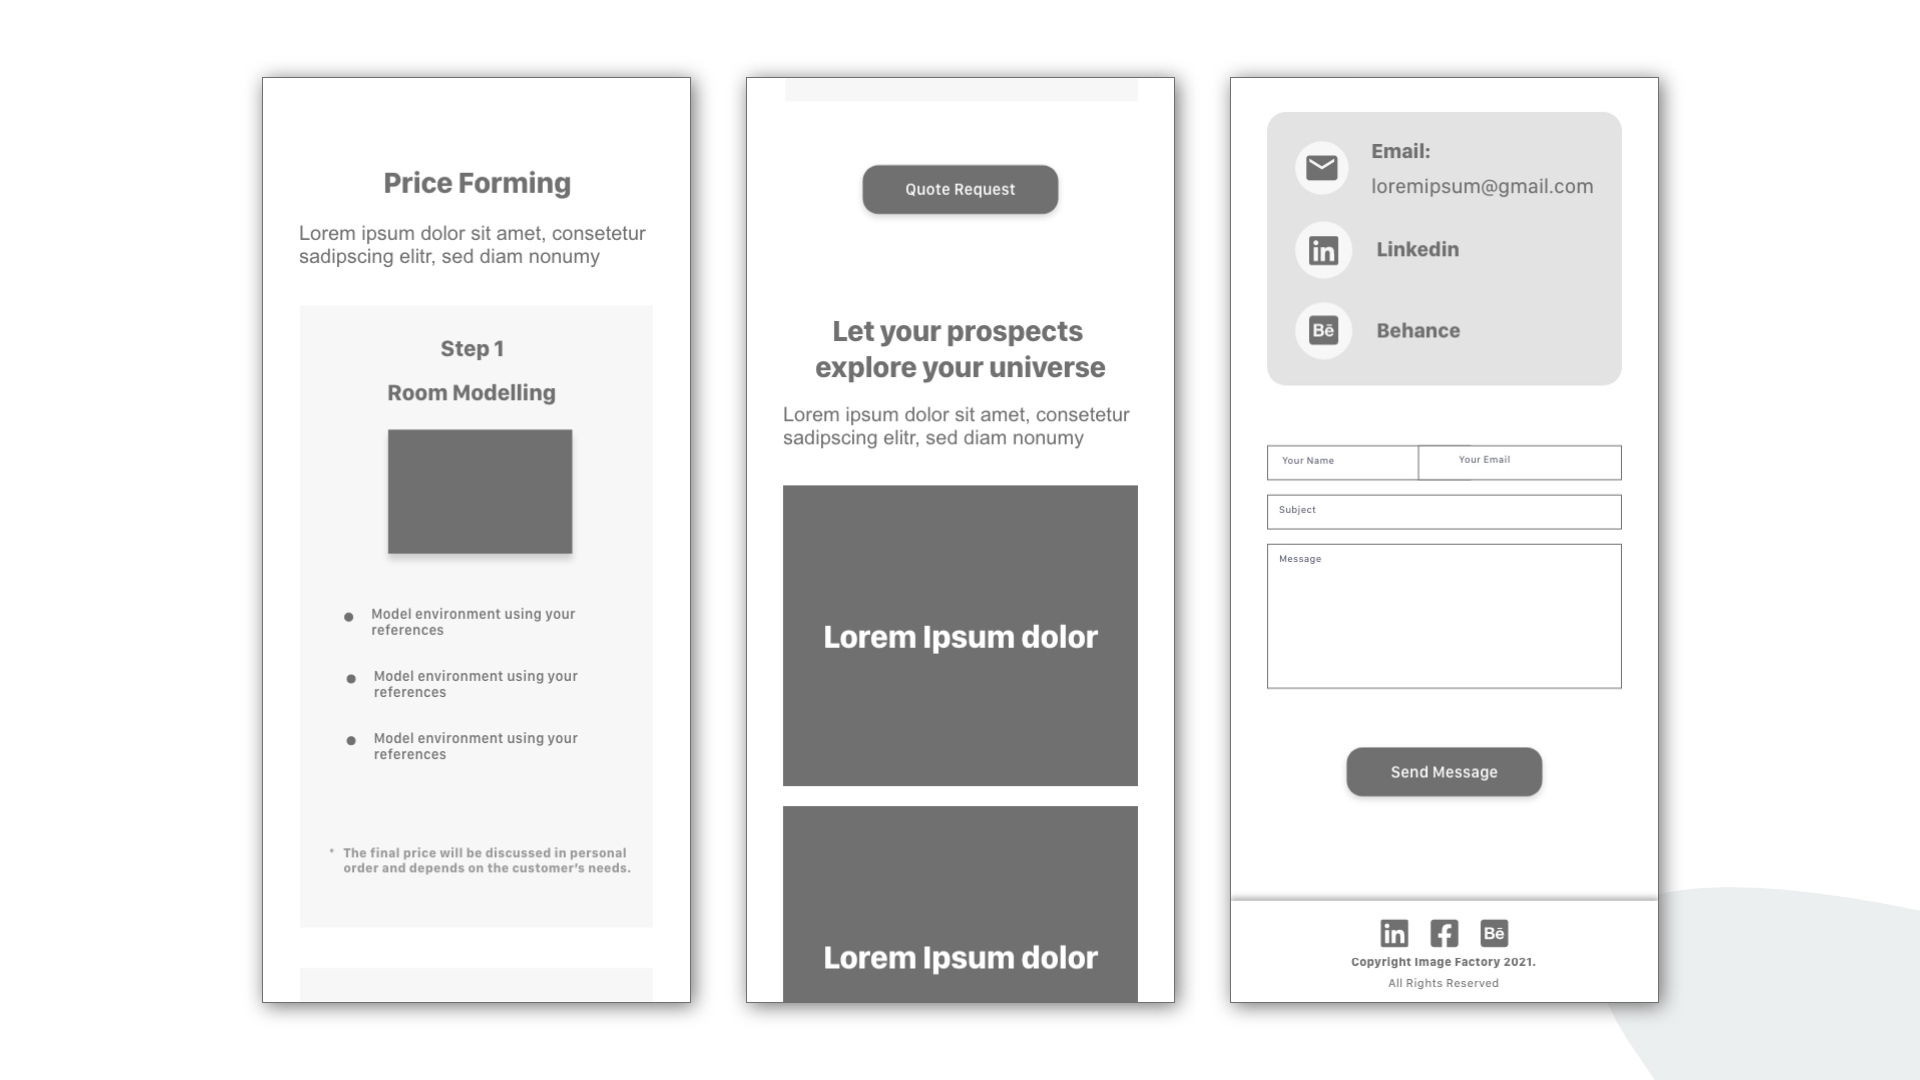 Price Forming
Lorem ipsum dolor sit amet, consetetur
sadipscing elitr, sed diam nonumy
Step 1
Room Modelling
Model environment using your
references
Model environment using your
references
Model environment using your
references
* The final price will be discussed in personal
order and depends on the customer's needs.
Quote Request
Let your prospects
explore your universe
Lorem ipsum dolor sit amet, consetetur
sadipscing elitr, sed diam nonumy
Lorem Ipsum dolor
Lorem Ipsum dolor
Email:
loremipsum@gmail.com
in Linkedin
Bē Behance
Your Name Your Email
Subject
Message
Send Message
in f Bē
Copyright Image Factory 2021.
All Rights Reserved